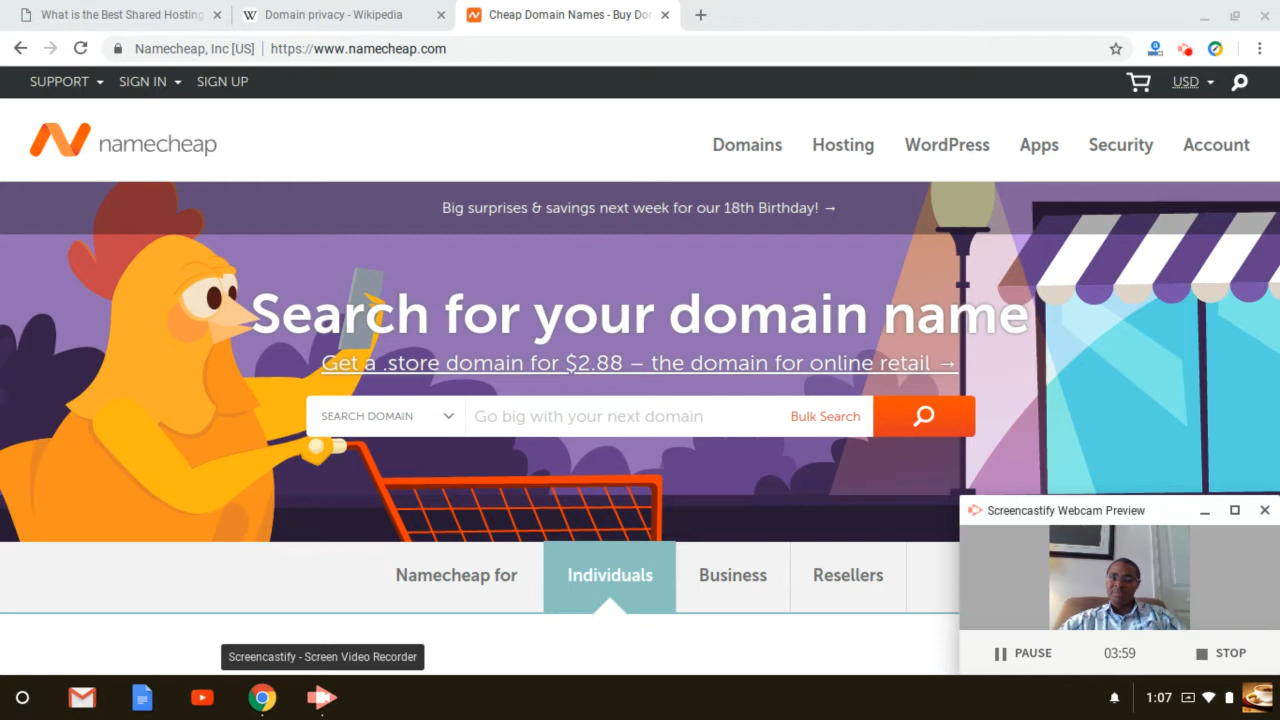 What is the Best Shared Hosting
Domain privacy - Wikipedia
Cheap Domain Names - Buy Do
Namecheap, Inc [US]
https://www.namecheap.com
SUPPORT
SIGN IN
SIGN UP
USD
namecheap
Domains
Hosting
WordPress
Apps
Security
Account
Big surprises & savings next week for our 18th Birthday! →
Search for your domain name
Get a .store domain for $2.88 – the domain for online retail →
SEARCH DOMAIN
Go big with your next domain
Bulk Search
Namecheap for
Individuals
Business
Resellers
Screencastify Webcam Preview
PAUSE
03:59
STOP
Screencastify - Screen Video Recorder
1:07